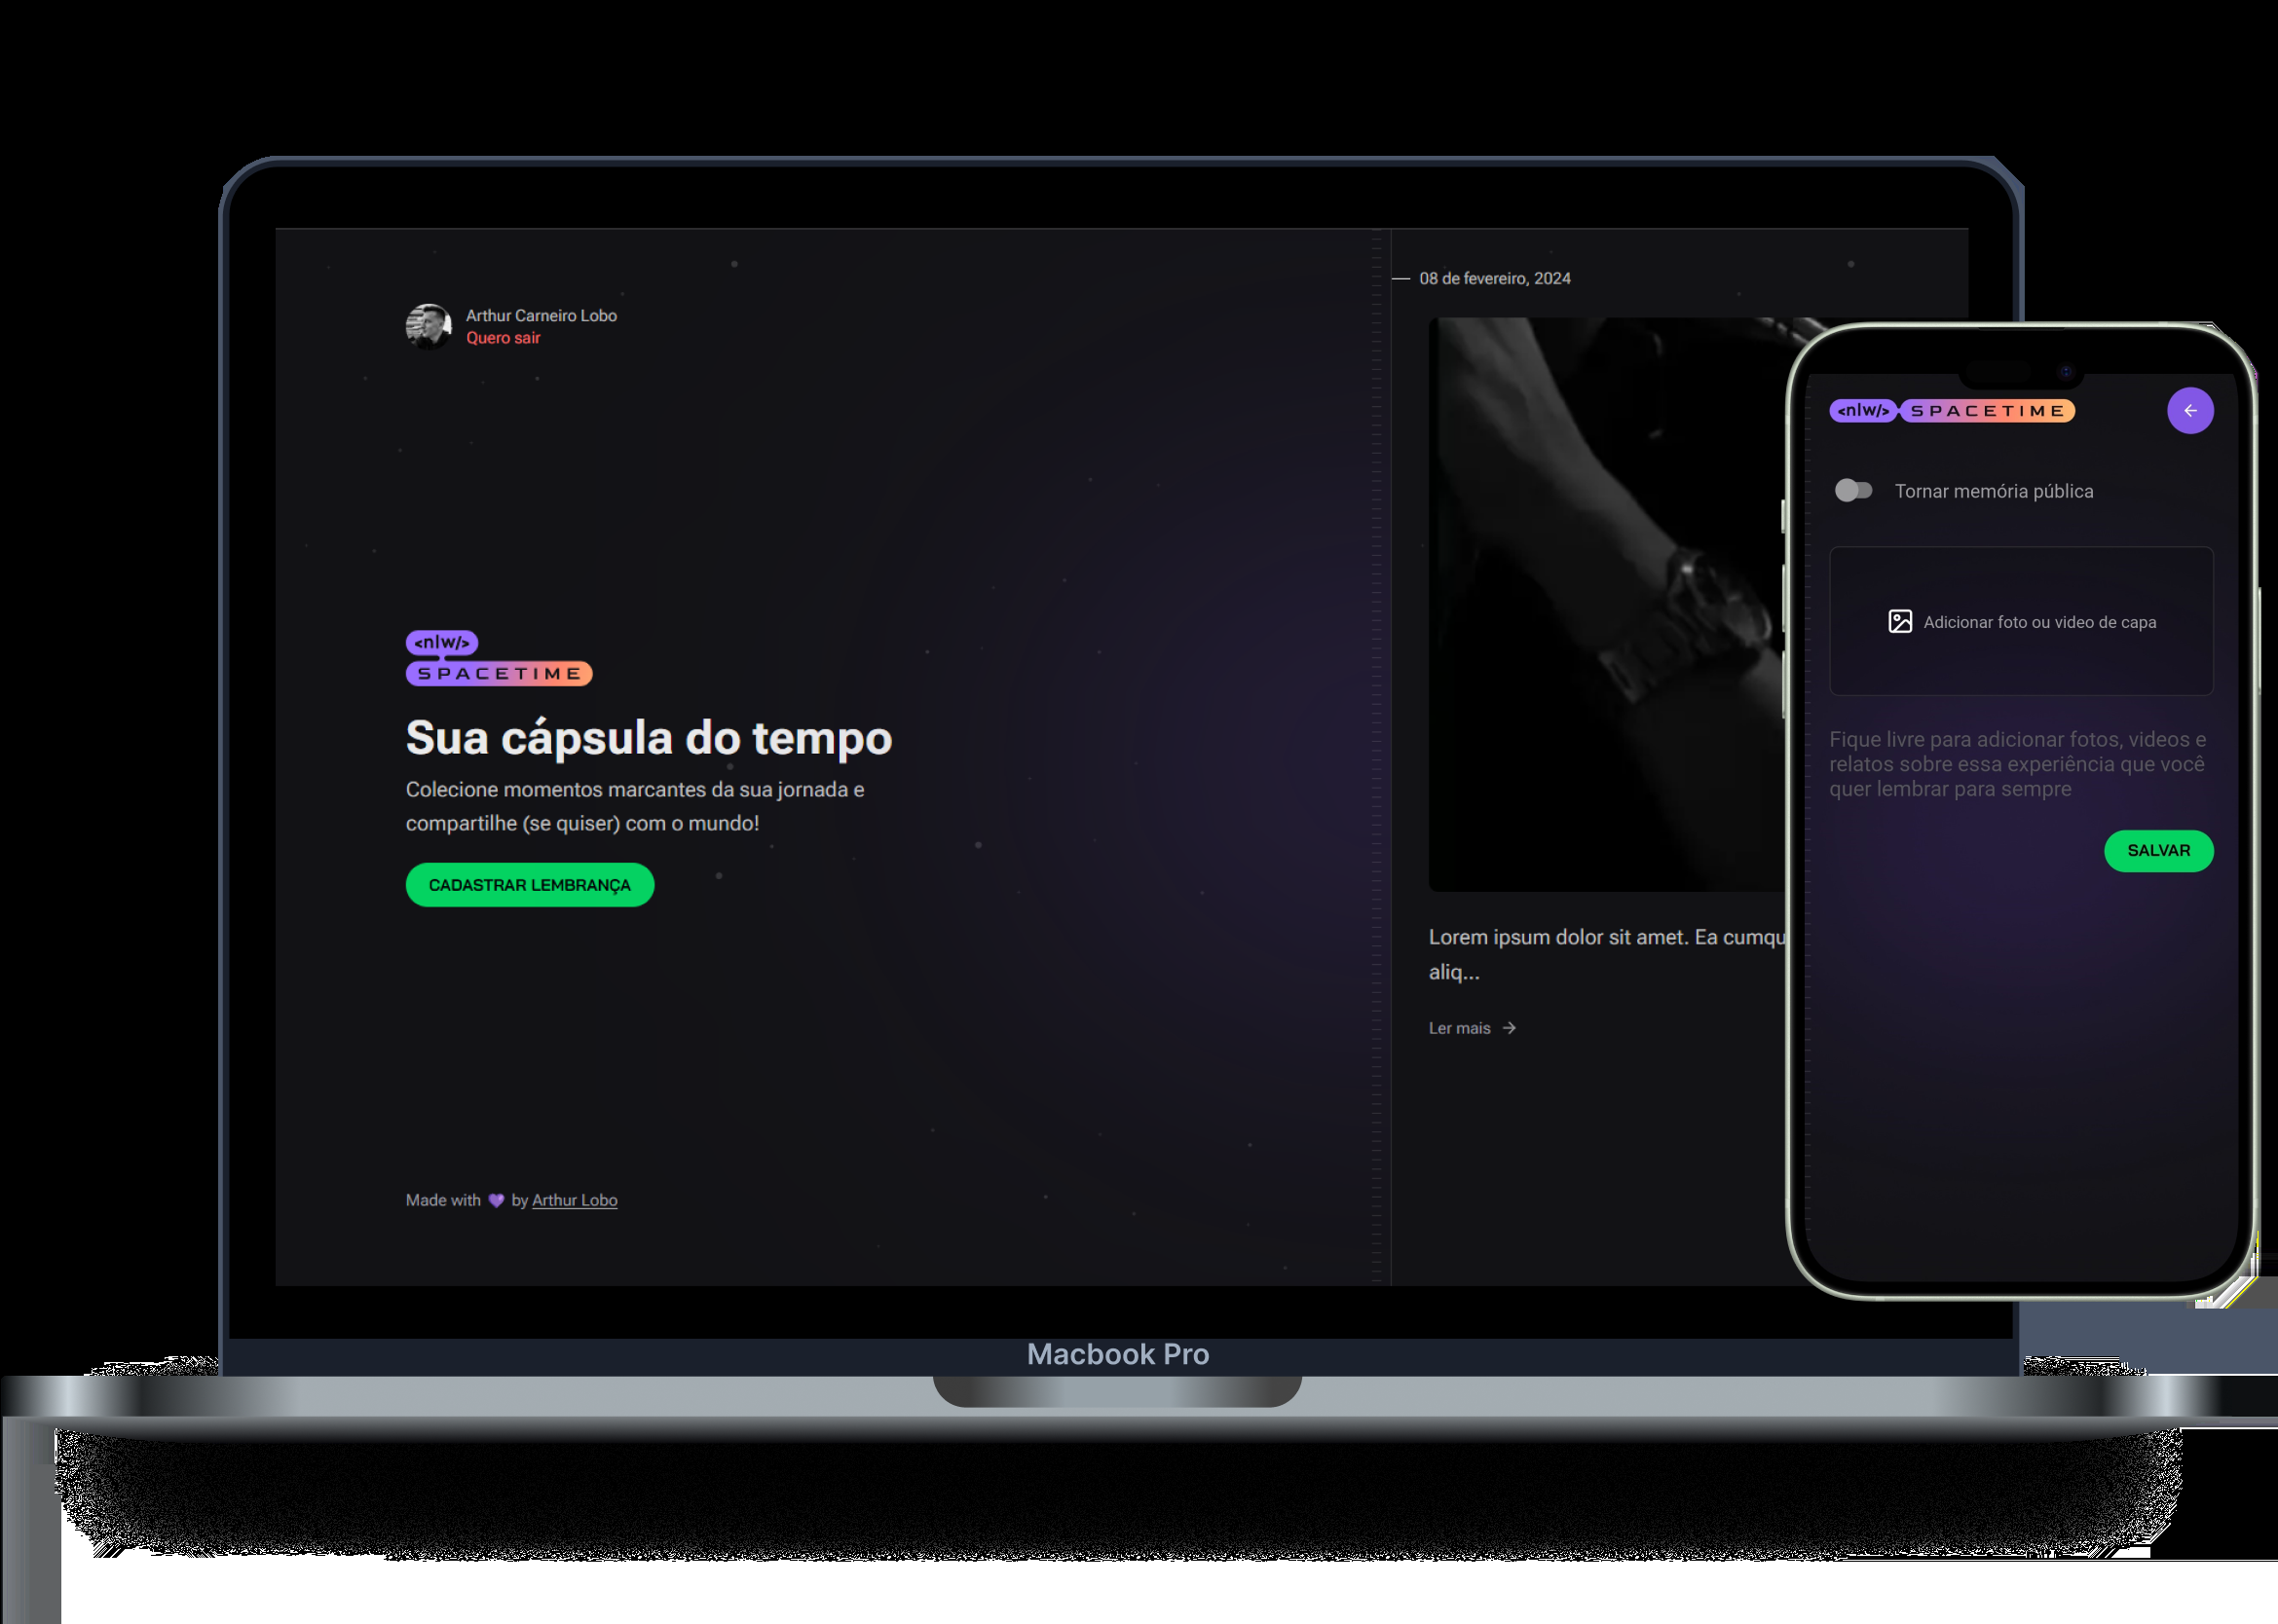 Arthur Carneiro Lobo
Quero sair
<nlw/>
SPACETIME
Sua cápsula do tempo
Colecione momentos marcantes da sua jornada e
compartilhe (se quiser) com o mundo!
CADASTRAR LEMBRANÇA
Made with 💜 by Arthur Lobo
08 de fevereiro, 2024
Lorem ipsum dolor sit amet. Ea cumqu
aliq...
Ler mais →
<nlw/> SPACETIME
Tornar memória pública
Adicionar foto ou video de capa
Fique livre para adicionar fotos, videos e
relatos sobre essa experiência que você
quer lembrar para sempre
SALVAR
Macbook Pro